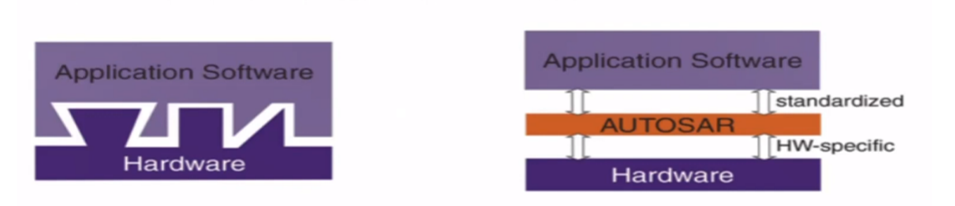 Application Software
Hardware
Application Software
standardized
AUTOSAR
HW-specific
Hardware